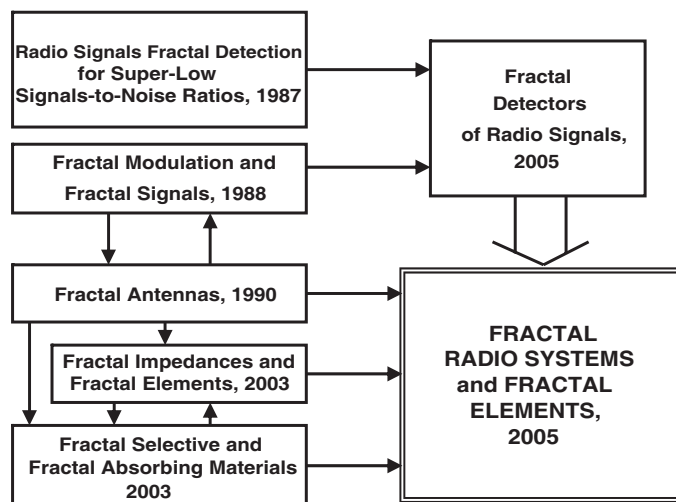 Radio Signals Fractal Detection
for Super-Low
Signals-to-Noise Ratios, 1987
Fractal
Detectors
of Radio Signals,
2005
Fractal Modulation and
Fractal Signals, 1988
Fractal Antennas, 1990
Fractal Impedances and
Fractal Elements, 2003
Fractal Selective and
Fractal Absorbing Materials
2003
FRACTAL
RADIO SYSTEMS
and FRACTAL
ELEMENTS,
2005